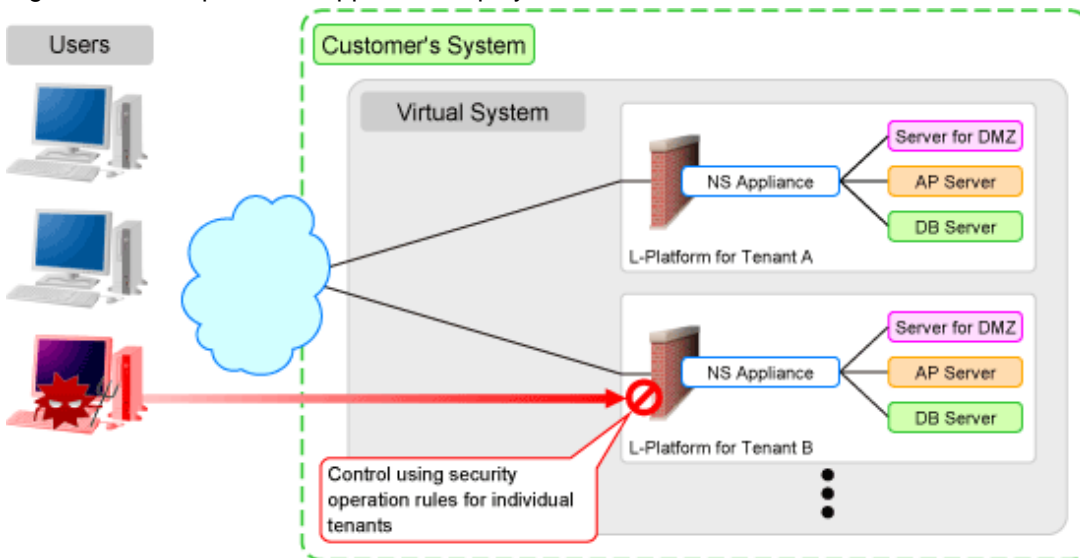 Users
Customer's System
Virtual System
Server for DMZ
NS Appliance
AP Server
DB Server
L-Platform for Tenant A
Server for DMZ
NS Appliance
AP Server
DB Server
L-Platform for Tenant B
Control using security
operation rules for individual
tenants